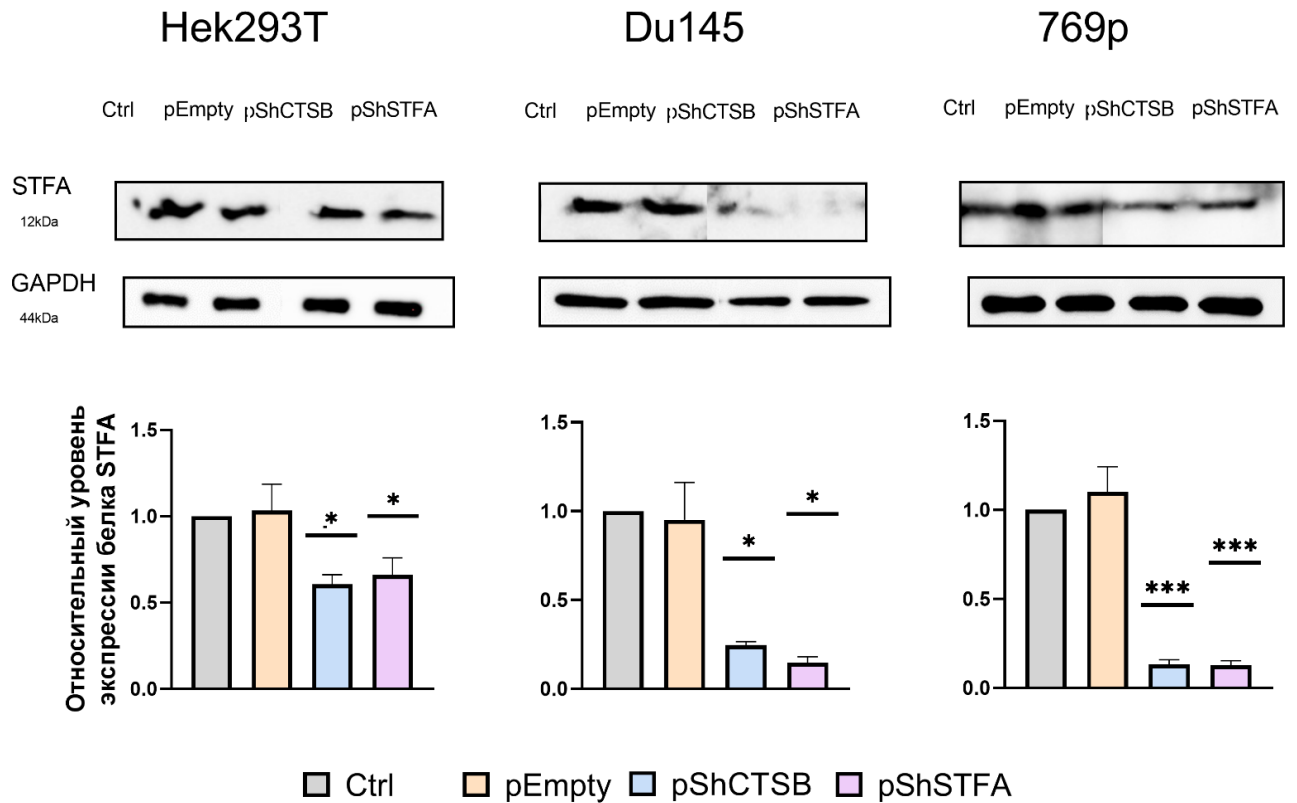 Hek293T Du145 769p
Ctrl pEmpty pShCTSB pShSTFA Ctrl pEmpty pShCTSB pShSTFA Ctrl pEmpty pShCTSB pShSTFA
STFA
12kDa
GAPDH
44kDa
Относительный уровень
экспрессии белка STFA
1.5
1.0
0.5
0.0
* *
1.5
1.0
0.5
0.0
* *
1.5
1.0
0.5
0.0
*** ***
Ctrl pEmpty pShCTSB pShSTFA